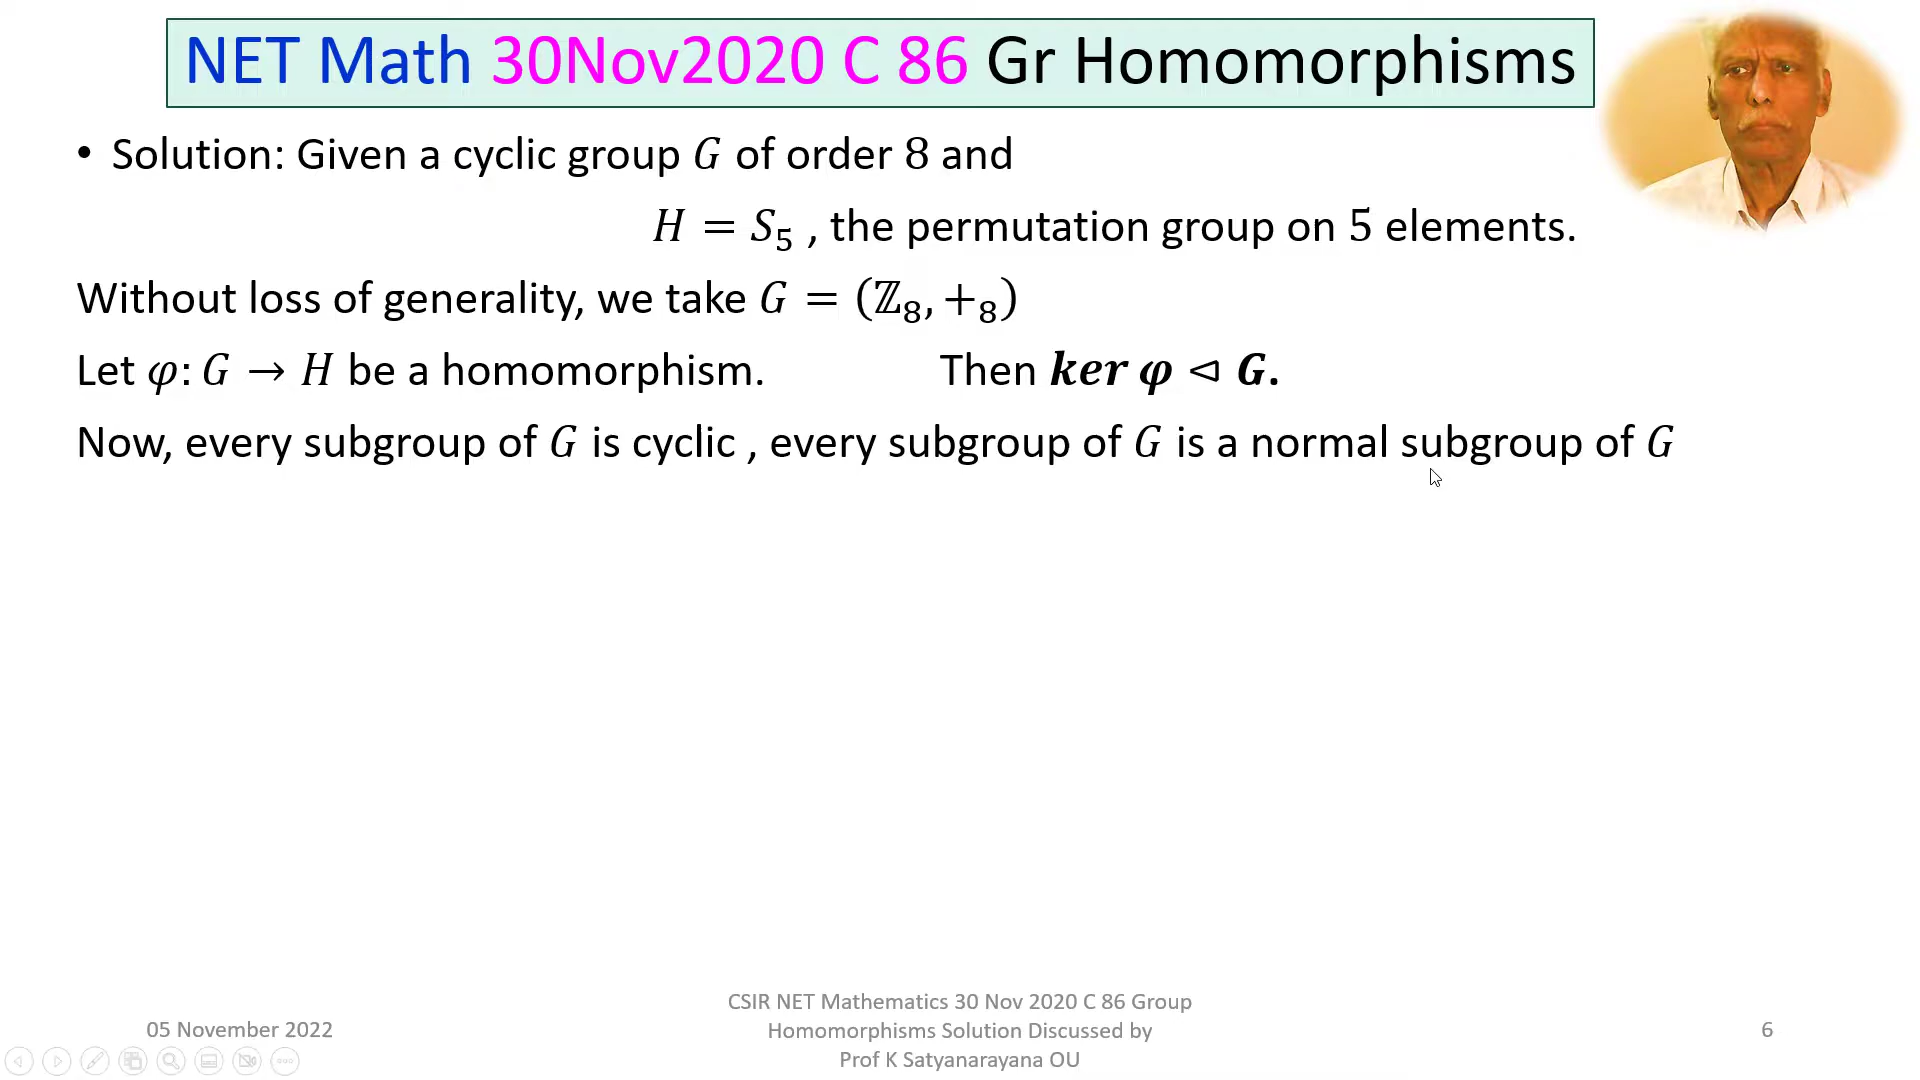 NET Math 30Nov2020 C 86 Gr Homomorphisms
• Solution: Given a cyclic group G of order 8 and
H = S₅ , the permutation group on 5 elements.
Without loss of generality, we take G = (ℤ₈, +₈)
Let φ: G → H be a homomorphism. Then ker φ ⊲ G.
Now, every subgroup of G is cyclic , every subgroup of G is a normal subgroup of G
05 November 2022
CSIR NET Mathematics 30 Nov 2020 C 86 Group
Homomorphisms Solution Discussed by
Prof K Satyanarayana OU
6